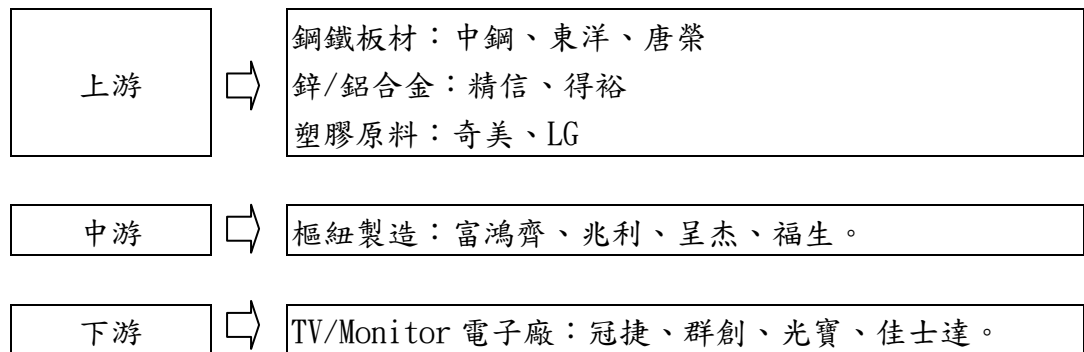 上游
鋼鐵板材：中鋼、東洋、唐榮
鋅/鋁合金：精信、得裕
塑膠原料：奇美、LG
中游
樞紐製造：富鴻齊、兆利、呈杰、福生。
下游
TV/Monitor 電子廠：冠捷、群創、光寶、佳士達。